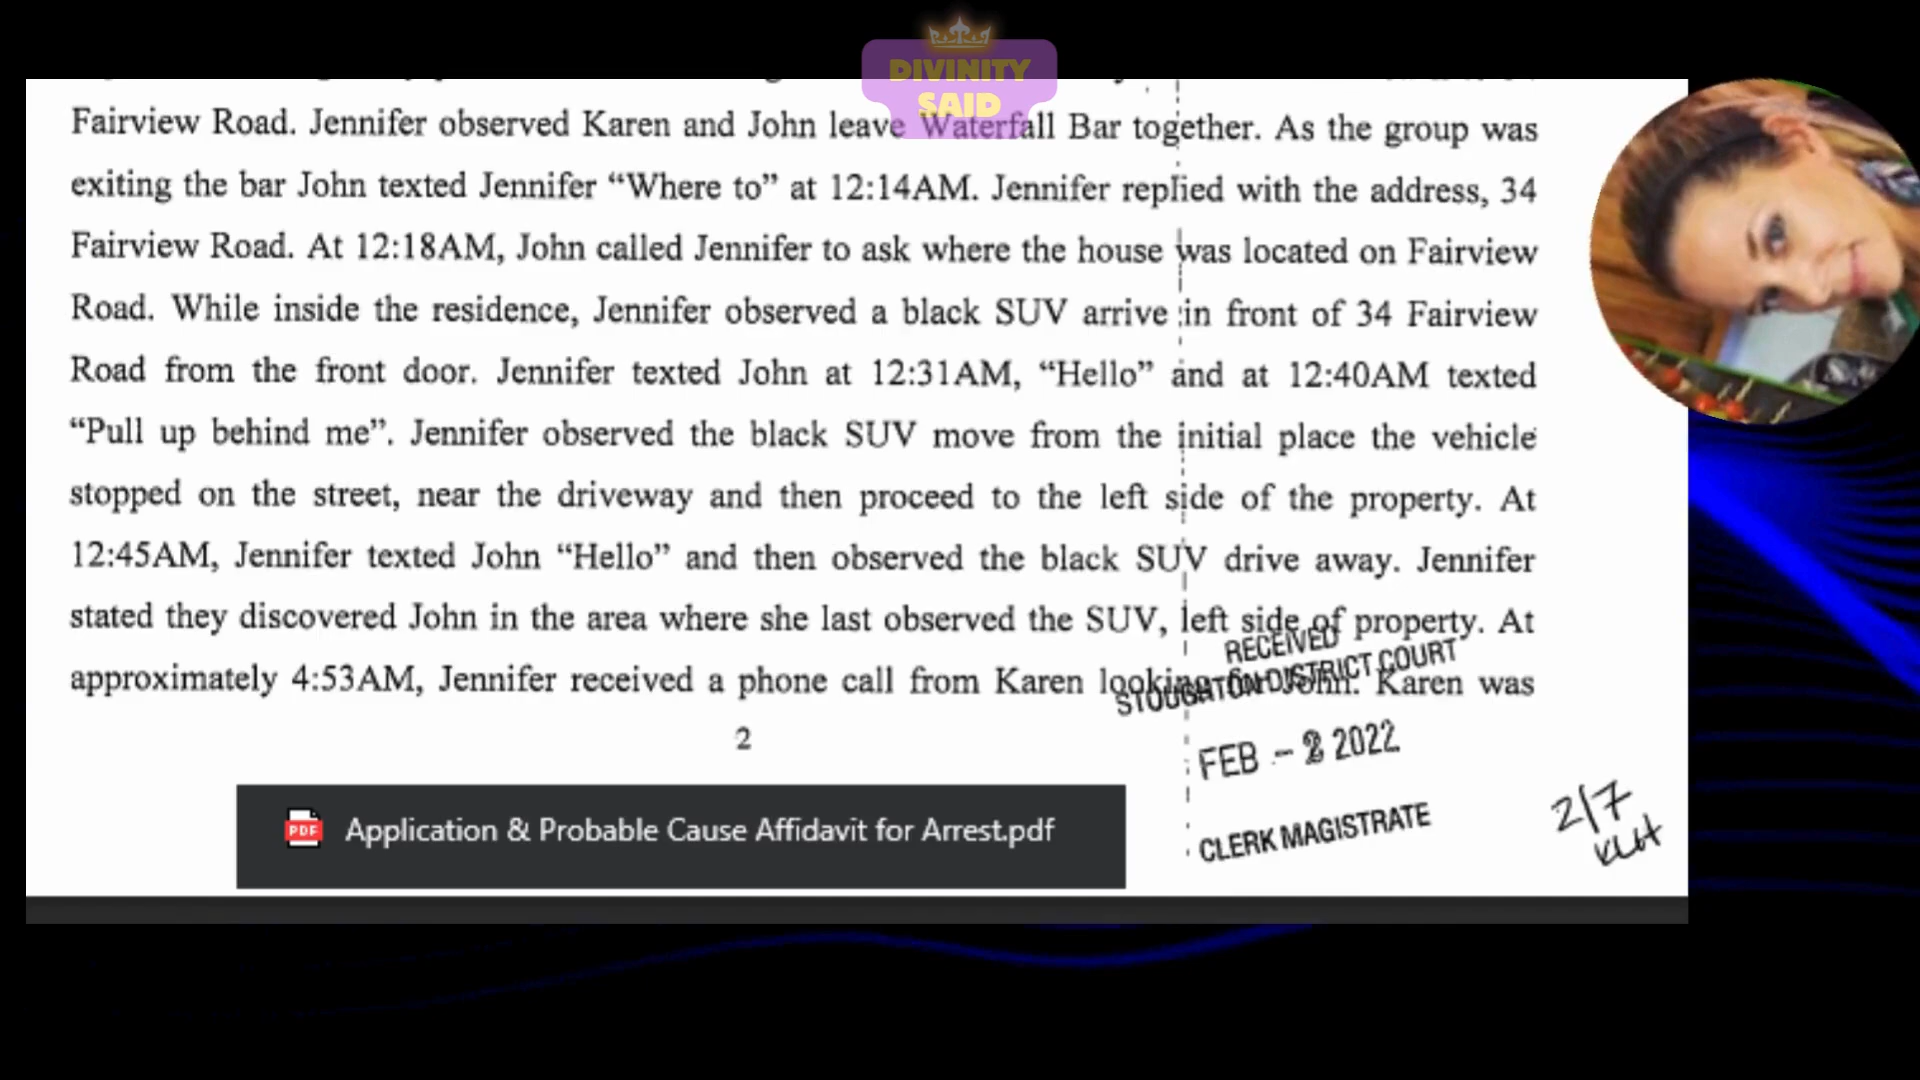 DIVINITY
SAID
Fairview Road. Jennifer observed Karen and John leave Waterfall Bar together. As the group was
exiting the bar John texted Jennifer “Where to” at 12:14AM. Jennifer replied with the address, 34
Fairview Road. At 12:18AM, John called Jennifer to ask where the house was located on Fairview
Road. While inside the residence, Jennifer observed a black SUV arrive in front of 34 Fairview
Road from the front door. Jennifer texted John at 12:31AM, “Hello” and at 12:40AM texted
“Pull up behind me”. Jennifer observed the black SUV move from the initial place the vehicle
stopped on the street, near the driveway and then proceed to the left side of the property. At
12:45AM, Jennifer texted John “Hello” and then observed the black SUV drive away. Jennifer
stated they discovered John in the area where she last observed the SUV, left side of property. At
approximately 4:53AM, Jennifer received a phone call from Karen looking for John. Karen was
RECEIVED
STOUGHTON DISTRICT COURT
2
FEB - 2 2022
CLERK MAGISTRATE
2/7
KLH
PDF Application & Probable Cause Affidavit for Arrest.pdf